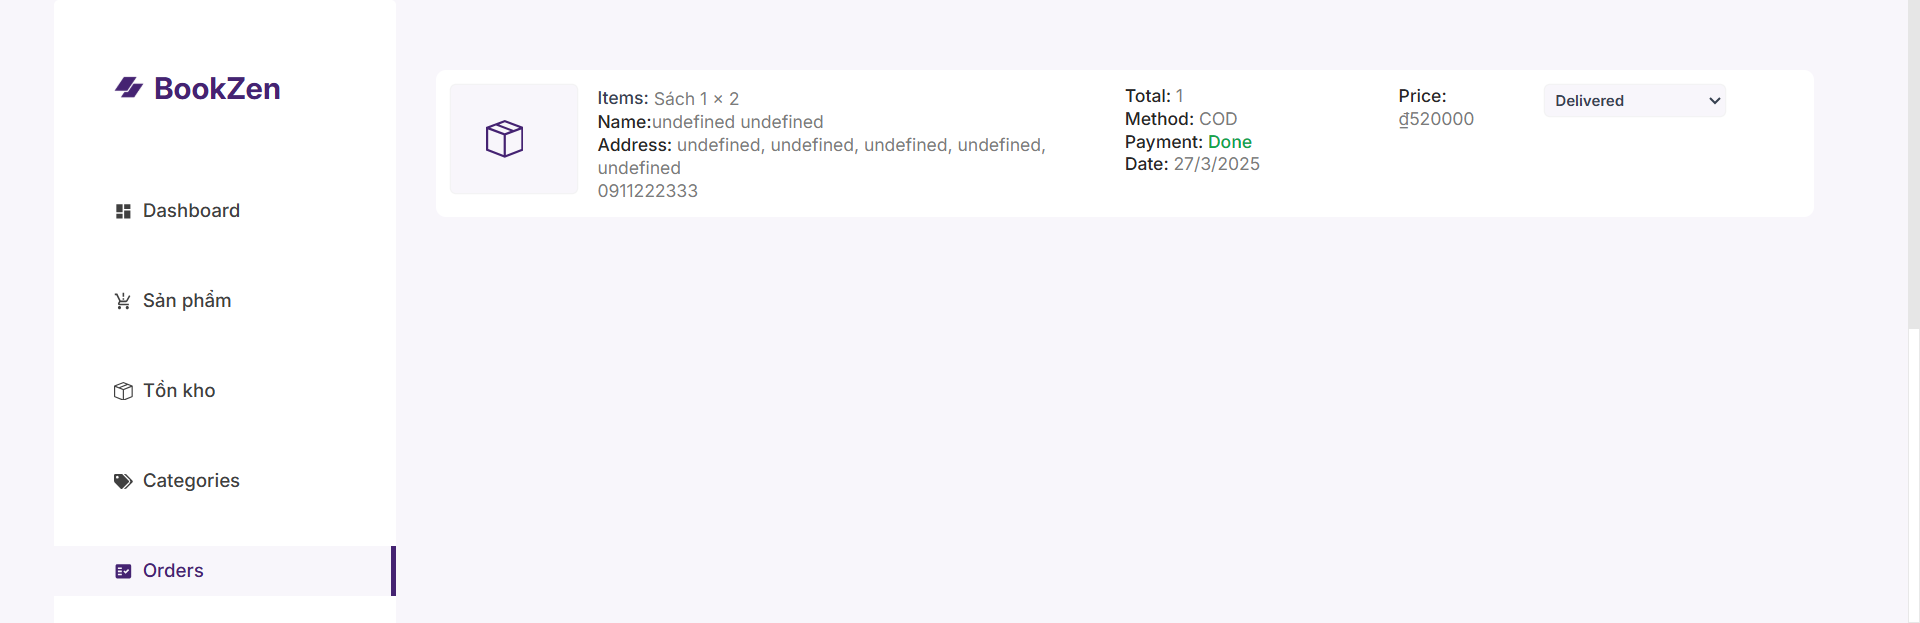 BookZen
Dashboard
Sản phẩm
Tồn kho
Categories
Orders
Items: Sách 1 × 2
Name:undefined undefined
Address: undefined, undefined, undefined, undefined,
undefined
0911222333
Total: 1
Method: COD
Payment: Done
Date: 27/3/2025
Price:
₫520000
Delivered